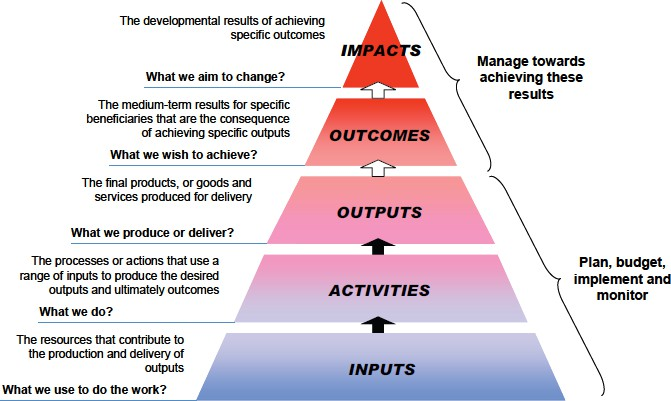 The developmental results of achieving
specific outcomes
IMPACTS
What we aim to change?
Manage towards
achieving these
results
The medium-term results for specific
beneficiaries that are the consequence
of achieving specific outputs
OUTCOMES
What we wish to achieve?
The final products, or goods and
services produced for delivery
OUTPUTS
What we produce or deliver?
Plan, budget,
implement and
monitor
The processes or actions that use a
range of inputs to produce the desired
outputs and ultimately outcomes
ACTIVITIES
What we do?
The resources that contribute to
the production and delivery of
outputs
INPUTS
What we use to do the work?